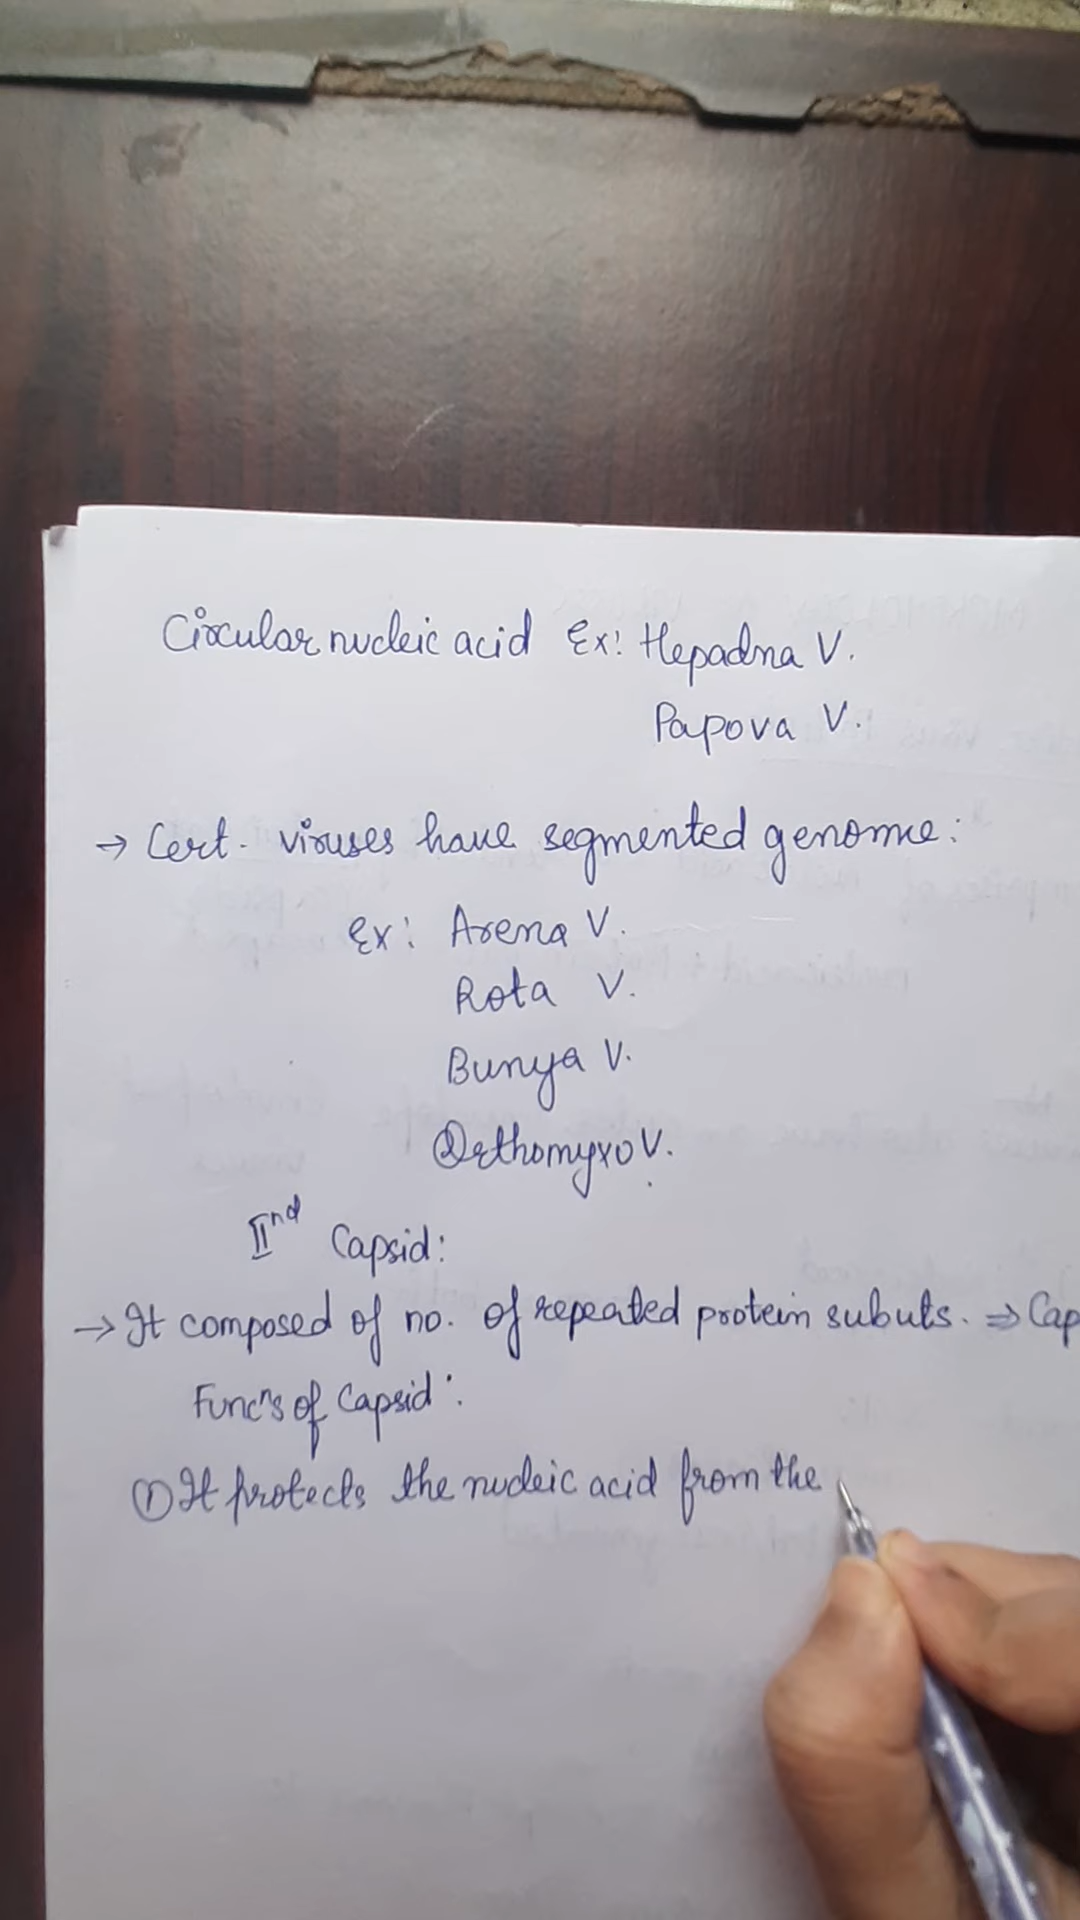 Circular nucleic acid Ex: Hepadna V.
Papova V.
→ Cert. viruses have segmented genome:
Ex: Arena V.
Rota V.
Bunya V.
Orthomyxo V.
IInd Capsid:
→ It composed of no. of repeated protein subuts. ⇒ Cap
Func"s of Capsid:
① It protects the nucleic acid from the